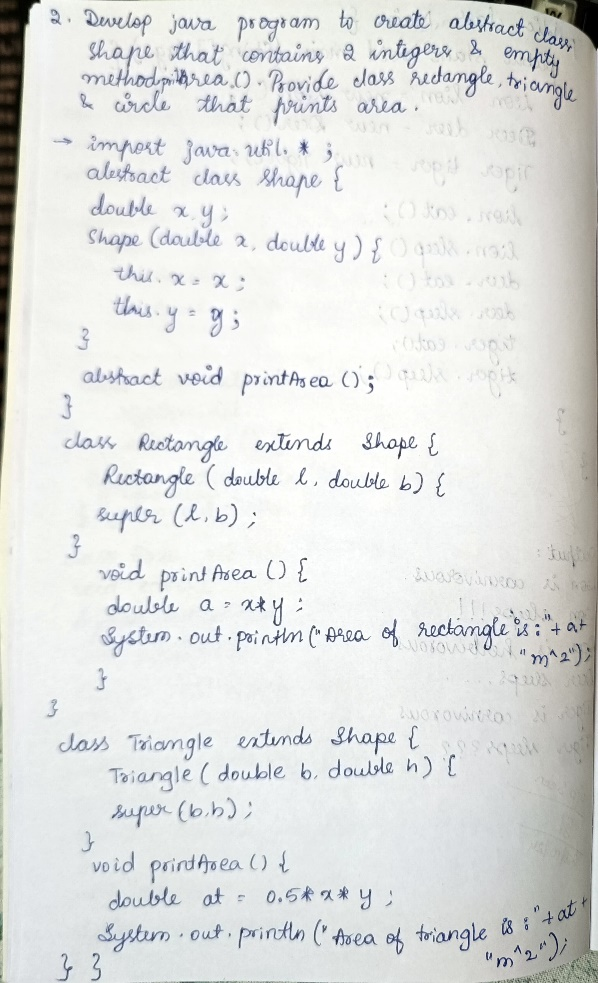 2. Develop java program to create abstract class
shape that contains 2 integers & empty
method printArea(). Provide class rectangle, triangle
& circle that prints area.
→ import java.util.*;
abstract class Shape {
double x,y;
Shape (double x, double y) {
this.x = x;
this.y = y;
}
abstract void printArea ();
}
class Rectangle extends Shape {
Rectangle (double l, double b) {
super (l,b);
}
void printArea () {
double a = x*y;
System.out.println("Area of rectangle is:"+a+
"m^2");
}
}
class Triangle extends Shape {
Triangle (double b, double h) {
super (b,h);
}
void printArea () {
double at = 0.5*x*y;
System.out.println ("Area of triangle is:"+at+
"m^2");
} }